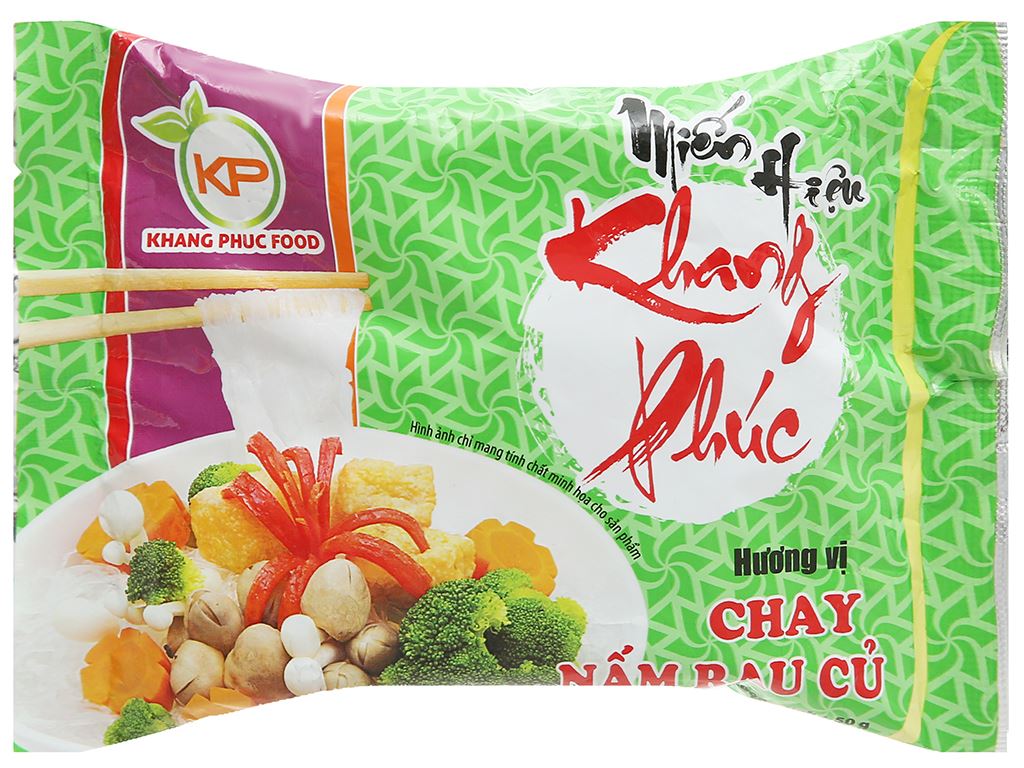 KP
KHANG PHUC FOOD
Miến Hiệu
Khang
Phúc
Hình ảnh chỉ mang tính chất minh họa cho sản phẩm
Hương vị
CHAY
NẤM RAU CỦ
50g